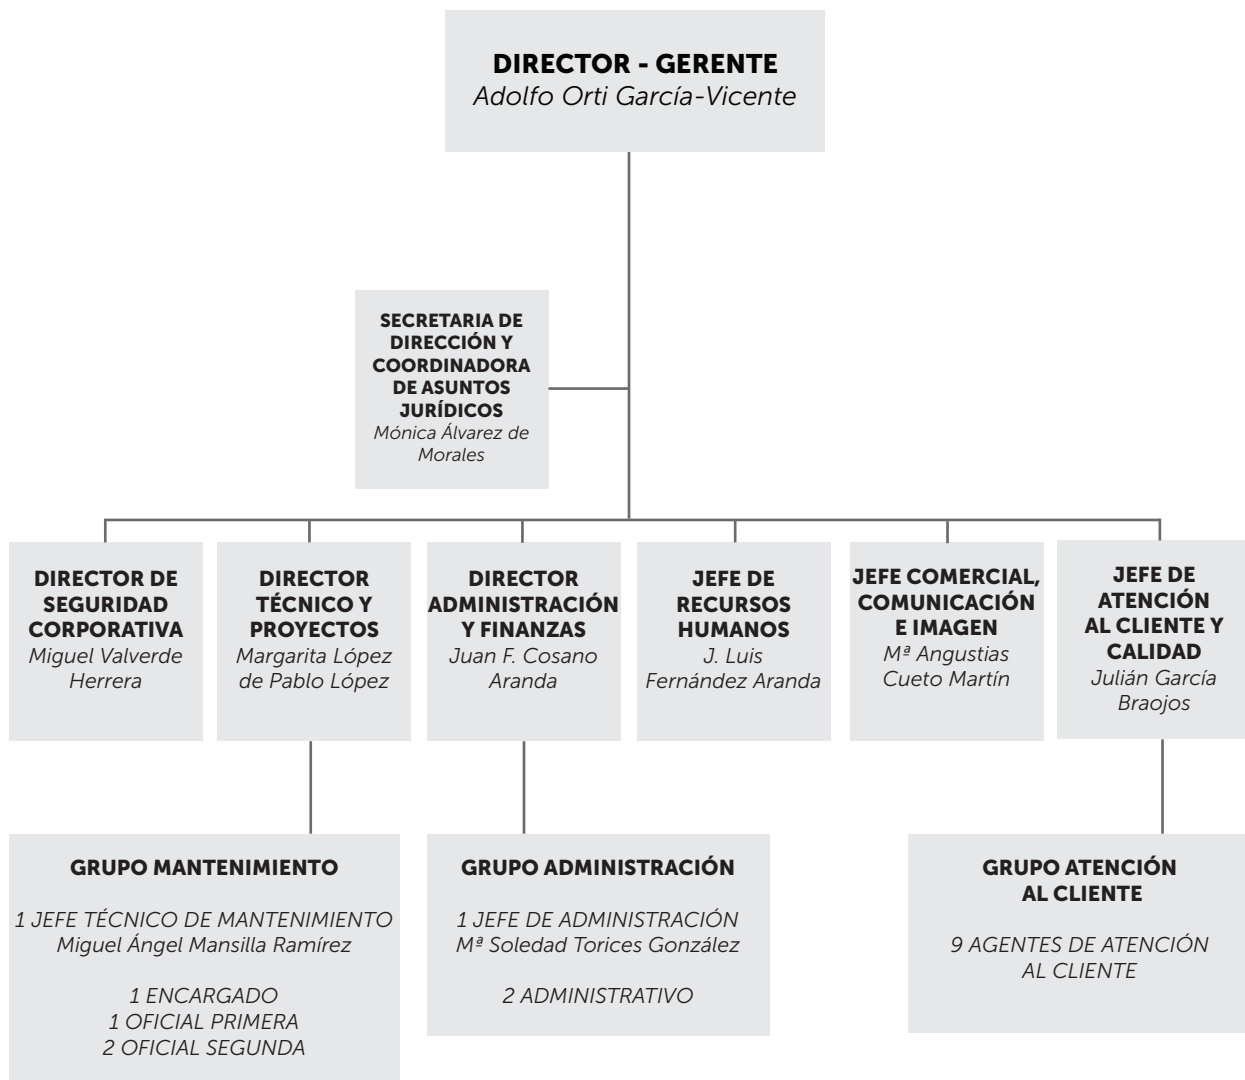 DIRECTOR - GERENTE
Adolfo Orti García-Vicente
SECRETARIA DE
DIRECCIÓN Y
COORDINADORA
DE ASUNTOS
JURÍDICOS
Mónica Álvarez de
Morales
DIRECTOR DE
SEGURIDAD
CORPORATIVA
Miguel Valverde
Herrera
DIRECTOR
TÉCNICO Y
PROYECTOS
Margarita López
de Pablo López
DIRECTOR
ADMINISTRACIÓN
Y FINANZAS
Juan F. Cosano
Aranda
JEFE DE
RECURSOS
HUMANOS
J. Luis
Fernández Aranda
JEFE COMERCIAL,
COMUNICACIÓN
E IMAGEN
Mª Angustias
Cueto Martín
JEFE DE
ATENCIÓN
AL CLIENTE Y
CALIDAD
Julián García
Braojos
GRUPO MANTENIMIENTO
1 JEFE TÉCNICO DE MANTENIMIENTO
Miguel Ángel Mansilla Ramírez
1 ENCARGADO
1 OFICIAL PRIMERA
2 OFICIAL SEGUNDA
GRUPO ADMINISTRACIÓN
1 JEFE DE ADMINISTRACIÓN
Mª Soledad Torices González
2 ADMINISTRATIVO
GRUPO ATENCIÓN
AL CLIENTE
9 AGENTES DE ATENCIÓN
AL CLIENTE